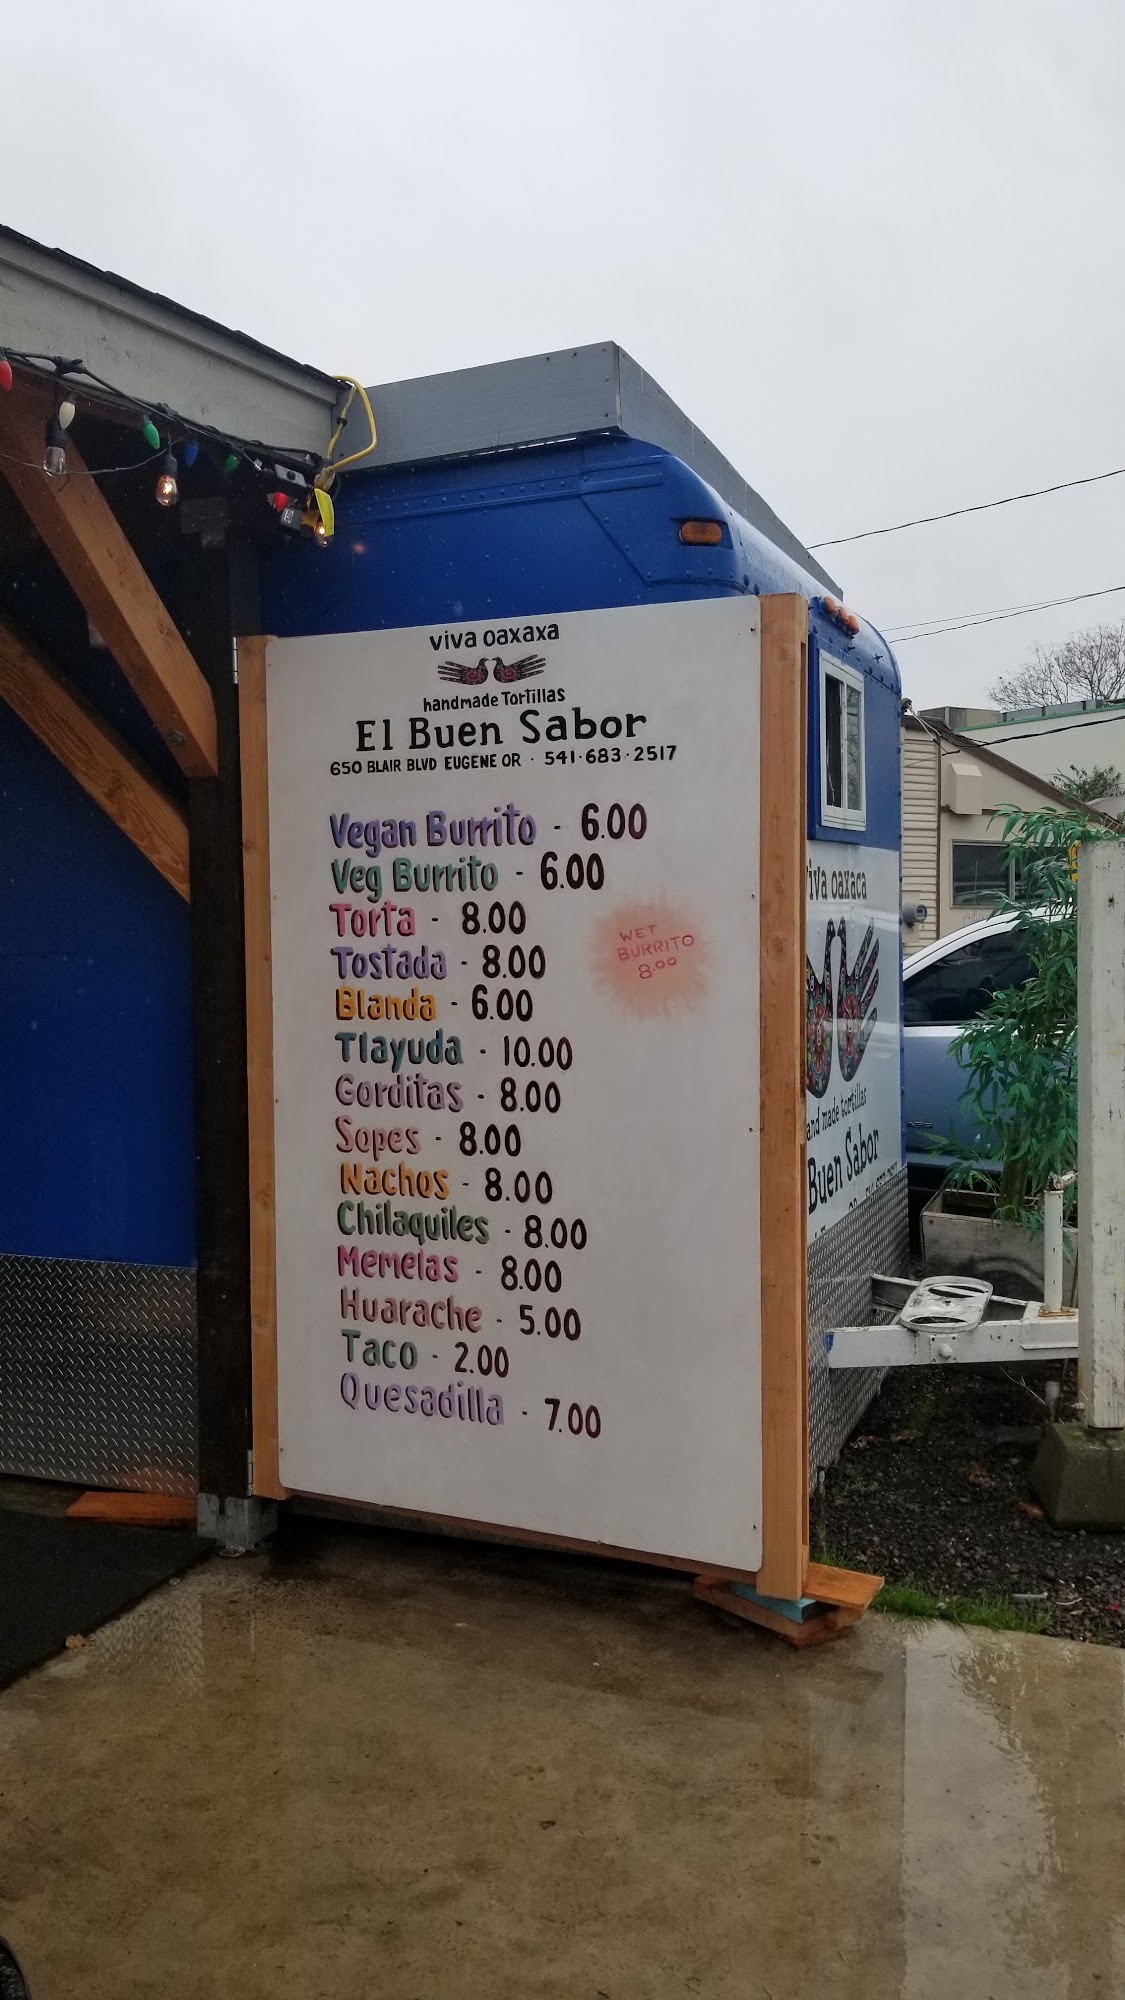 viva oaxaxa
handmade Tortillas
El Buen Sabor
650 BLAIR BLVD EUGENE OR · 541·683·2517
Vegan Burrito - 6.00
Veg Burrito - 6.00
Torta - 8.00
Tostada - 8.00
Blanda - 6.00
Tlayuda - 10.00
Gorditas - 8.00
Sopes - 8.00
Nachos - 8.00
Chilaquiles - 8.00
Memelas - 8.00
Huarache - 5.00
Taco - 2.00
Quesadilla - 7.00
WET
BURRITO
8.00
viva oaxaca
and made tortillas
Buen Sabor